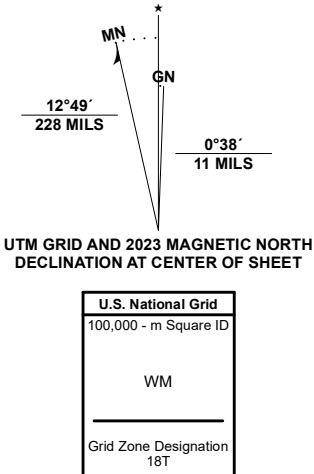 ★
MN
GN
12°49´
228 MILS
0°38´
11 MILS
UTM GRID AND 2023 MAGNETIC NORTH
DECLINATION AT CENTER OF SHEET
U.S. National Grid
100,000 - m Square ID
WM
Grid Zone Designation
18T